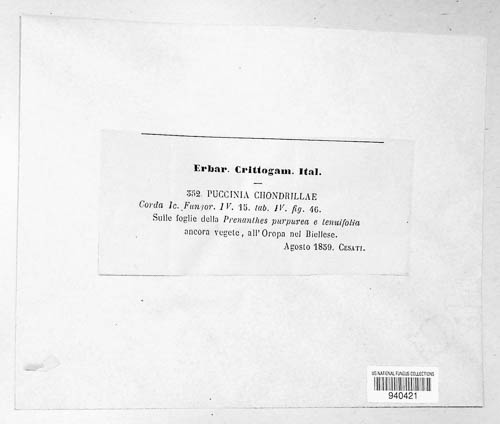 Erbar. Crittogam. Ital.
352. PUCCINIA CHONDRILLAE
Corda Ic. Fungor. IV. 15. tab. IV. fig. 46.
Sulle foglie della Prenanthes purpurea e tenuifolia
ancora vegete, all'Oropa nel Biellese.
Agosto 1859. CESATI.
US NATIONAL FUNGUS COLLECTIONS
940421